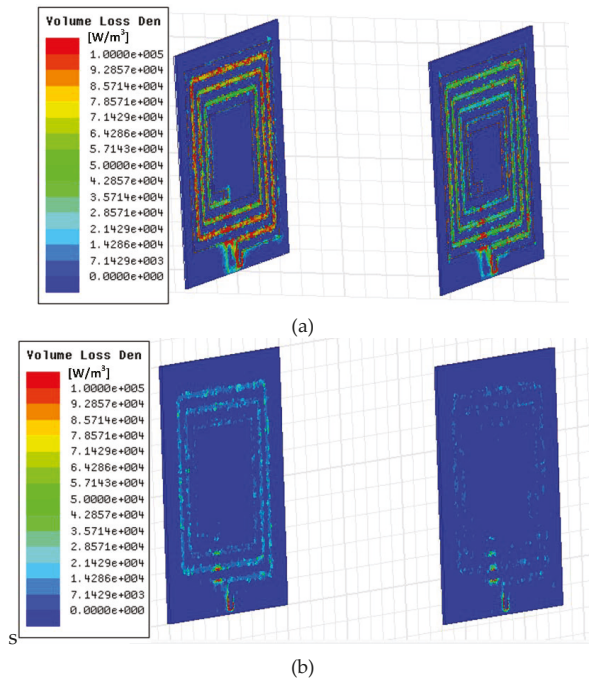 Volume Loss Den
[W/m³]
1.0000e+005
9.2857e+004
8.5714e+004
7.8571e+004
7.1429e+004
6.4286e+004
5.7143e+004
5.0000e+004
4.2857e+004
3.5714e+004
2.8571e+004
2.1429e+004
1.4286e+004
7.1429e+003
0.0000e+000
(a)
Volume Loss Den
[W/m³]
1.0000e+005
9.2857e+004
8.5714e+004
7.8571e+004
7.1429e+004
6.4286e+004
5.7143e+004
5.0000e+004
4.2857e+004
3.5714e+004
2.8571e+004
2.1429e+004
1.4286e+004
7.1429e+003
0.0000e+000
s
(b)